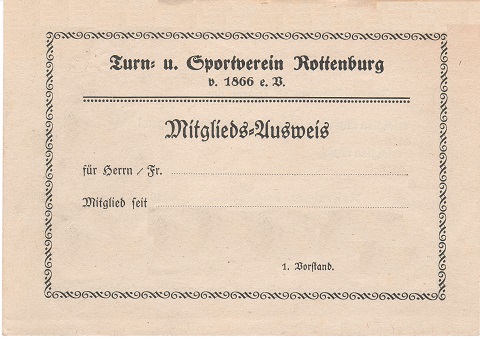 Turn- u. Sportverein Rottenburg
v. 1866 e. V.
Mitglieds-Ausweis
für Herrn / Fr.
Mitglied seit
1. Vorstand.